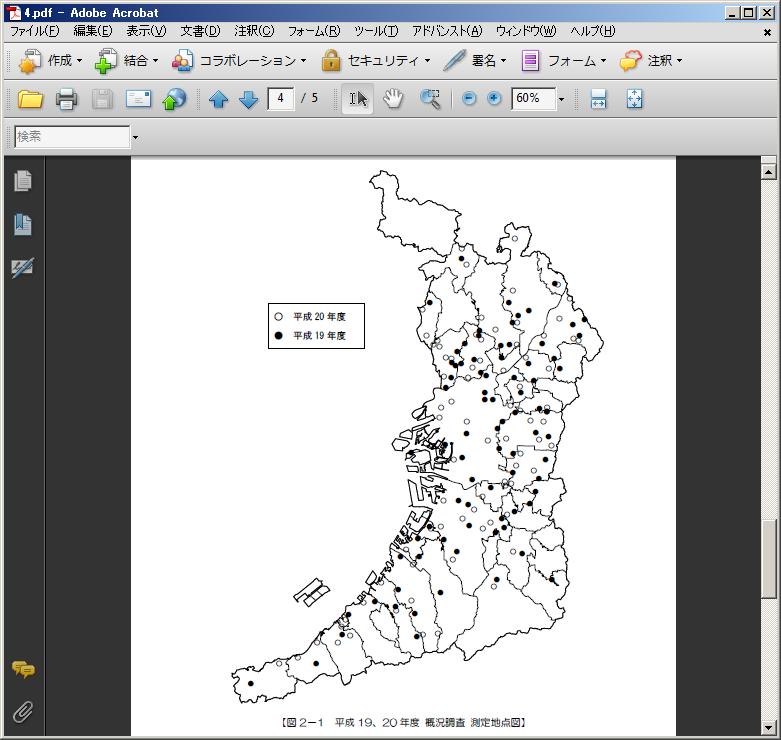 4.pdf - Adobe Acrobat
ファイル(F) 編集(E) 表示(V) 文書(D) 注釈(C) フォーム(R) ツール(T) アドバンスト(A) ウィンドウ(W) ヘルプ(H)
作成 結合 コラボレーション セキュリティ 署名 フォーム 注釈
4 / 5 60%
検索
平成 20 年度
平成 19 年度
【図2-1 平成 19、20 年度 概況調査 測定地点図】